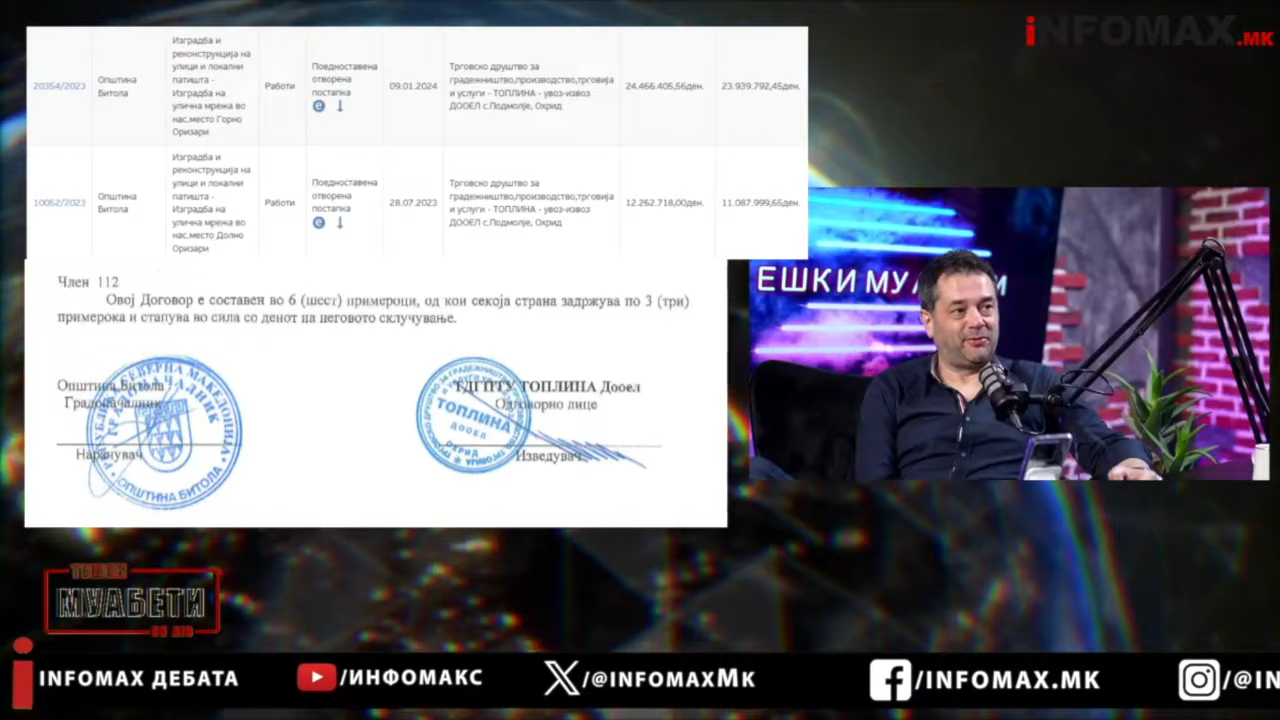 INFOMAX.MK
20354/2023
Општина
Битола
Изградба и
реконструкција на
улици и локални
патишта -
Изградба на
улична мрежа во
нас.место Горно
Оризари
Работи
Поедноставена
отворена
постапка
09.01.2024
Трговско друштво за
градежништво,производство,трговија
и услуги - ТОПЛИНА - увоз-извоз
ДООЕЛ с.Подмолје, Охрид
24.466.405,56ден.
23.939.792,45ден.
10052/2023
Општина
Битола
Изградба и
реконструкција на
улици и локални
патишта -
Изградба на
улична мрежа во
нас.место Долно
Оризари
Работи
Поедноставена
отворена
постапка
28.07.2023
Трговско друштво за
градежништво,производство,трговија
и услуги - ТОПЛИНА - увоз-извоз
ДООЕЛ с.Подмолје, Охрид
12.262.718,00ден.
11.087.999,65ден.
Член 112
Овој Договор е составен во 6 (шест) примероци, од кои секоја страна задржува по 3 (три)
примерока и стапува во сила со денот на неговото склучување.
Општина Битола
Градоначалник
Нарачувач
ОПШТИНА БИТОЛА
ТДГПТУ ТОПЛИНА Дооел
Одговорно лице
Изведувач
ТОПЛИНА
ДООЕЛ
ОХРИД
ЕШКИ МУА
ТЕШКИ
МУАБЕТИ
INFOMAX ДЕБАТА
/ИНФОМАКС
/@INFOMAXMK
/INFOMAX.MK
/@IN